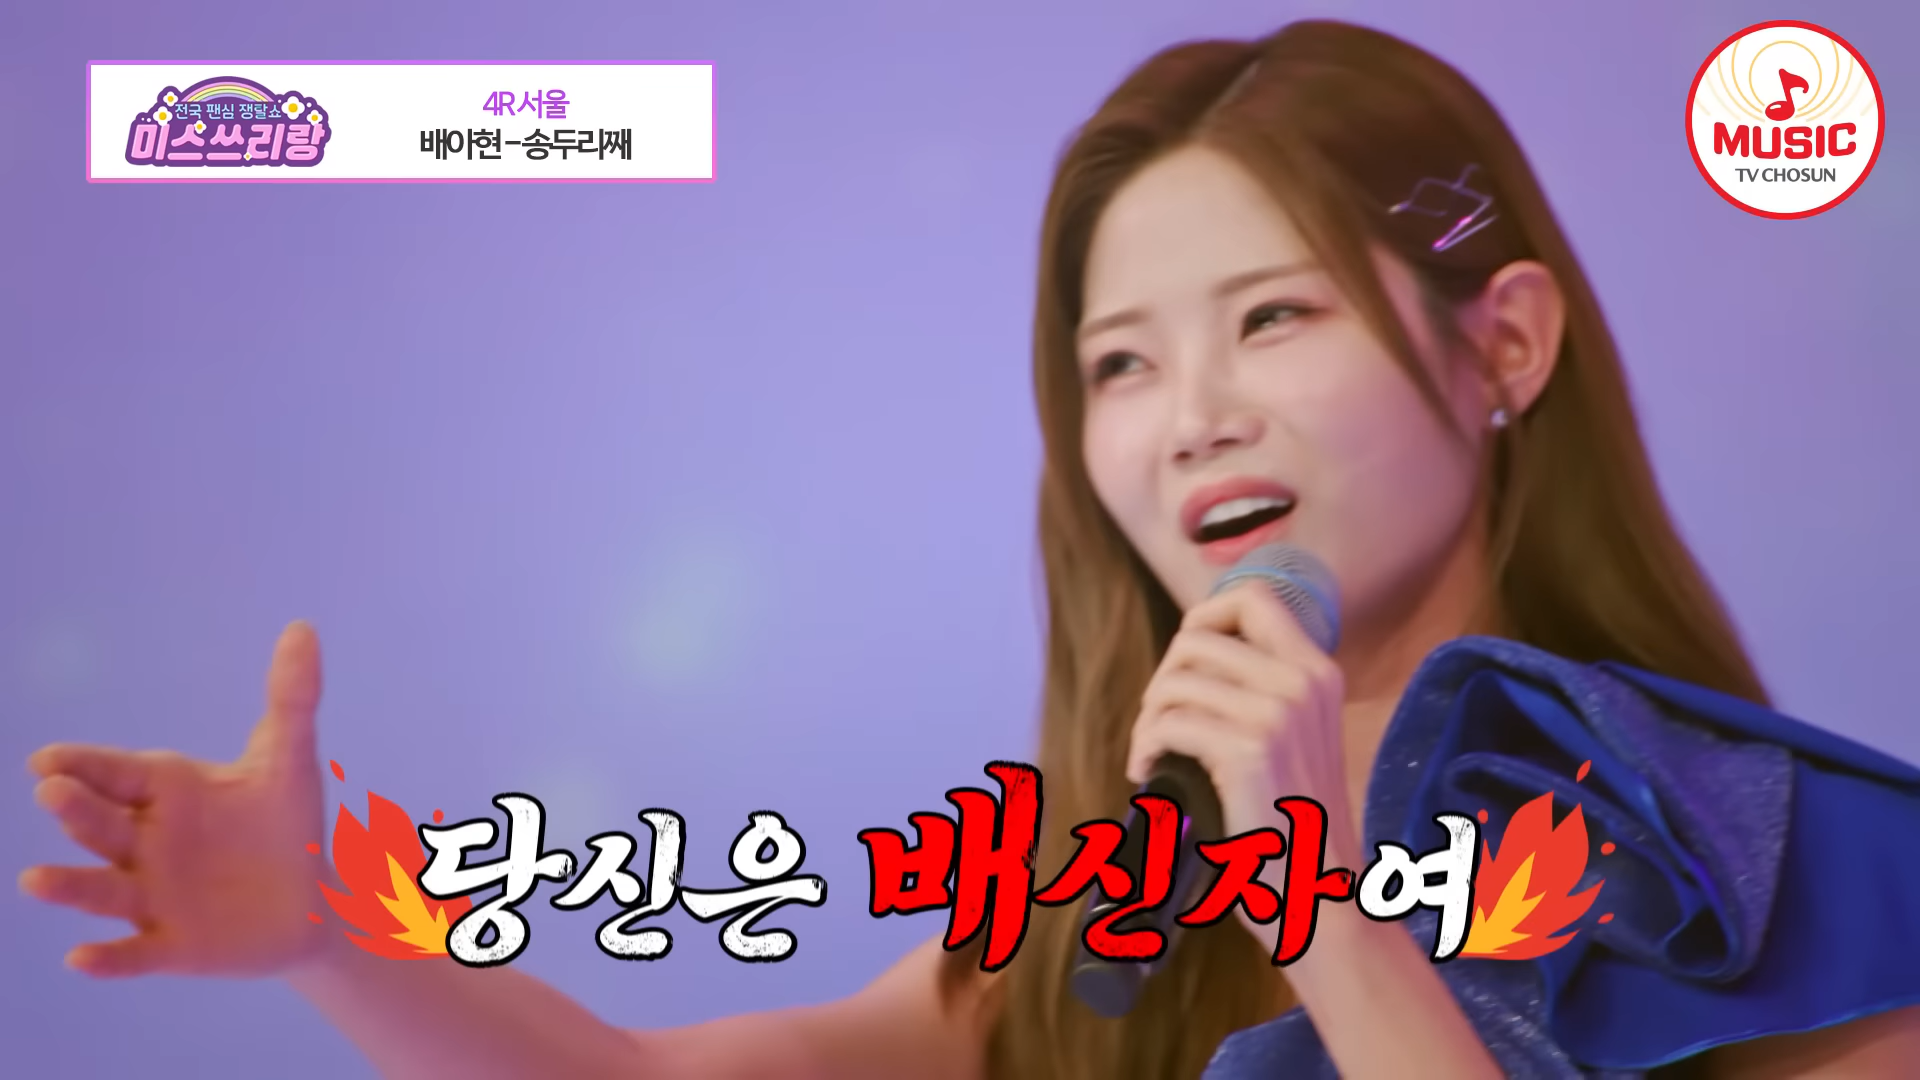 전국 팬심 쟁탈쇼
미스쓰리랑
4R 서울
배아현 - 송두리째
MUSIC
TV CHOSUN
당신은 배신자여